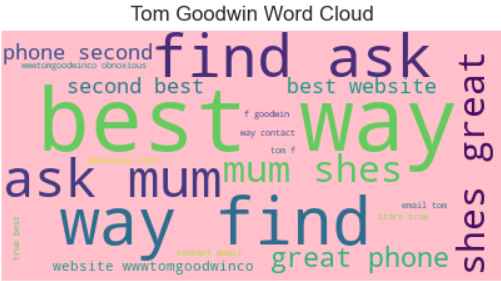 Tom Goodwin Word Cloud
phone second
find ask
wwwtomgoodwinco obnoxious
second best
best website
best way
f goodwin
way contact
tom f
obnoxious start
ask mum
mum shes
shes great
way find
email tom
start true
true best
contact email
great phone
website wwwtomgoodwinco